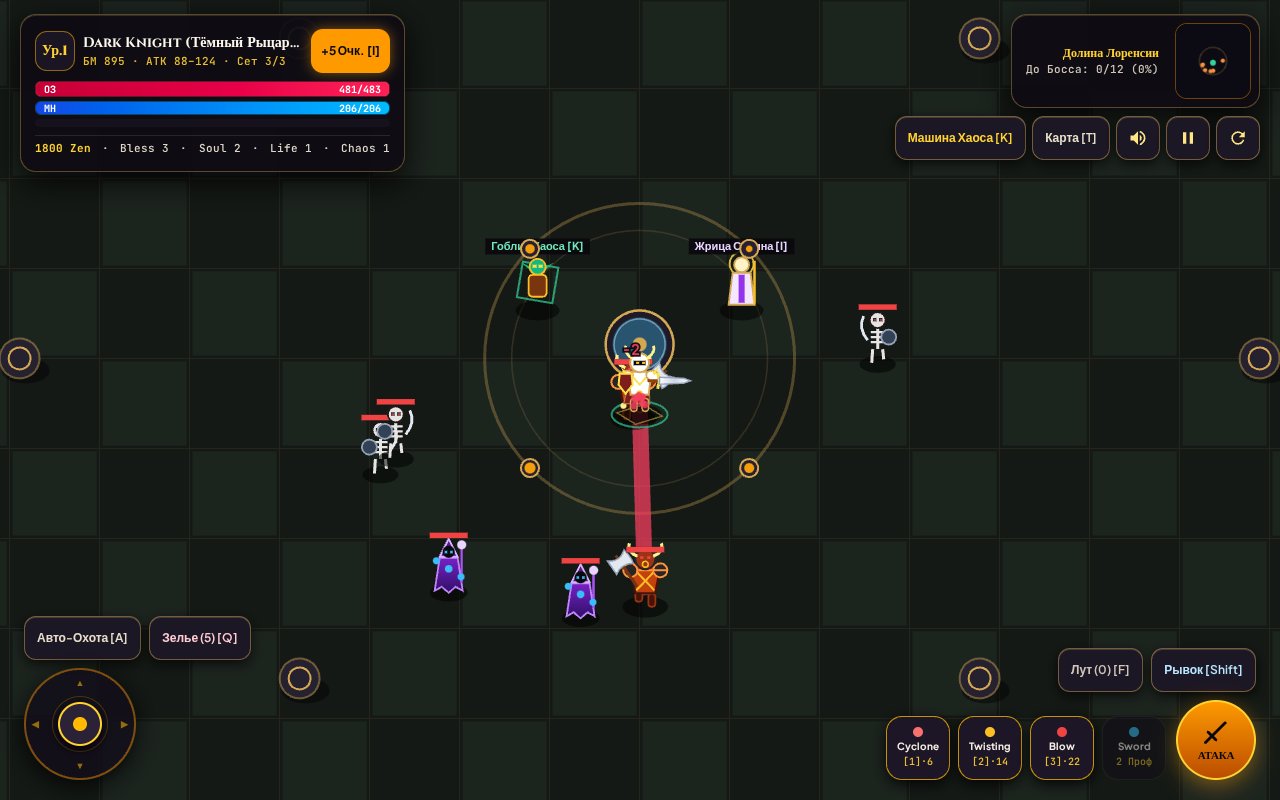 Ур.1
Dark Knight (Тёмный Рыцар...
БМ 895 · АТК 88–124 · Сет 3/3
+5 Очк. [I]
ОЗ 481/483
МН 206/206
1800 Zen · Bless 3 · Soul 2 · Life 1 · Chaos 1
Долина Лоренсии
До Босса: 0/12 (0%)
Машина Хаоса [K]
Карта [T]
[K]
Жрица [I]
-2
Авто-Охота [A]
Зелье (5) [Q]
Лут (0) [F]
Рывок [Shift]
Cyclone
[1]·6
Twisting
[2]·14
Blow
[3]·22
Sword
2 Проф
АТАКА